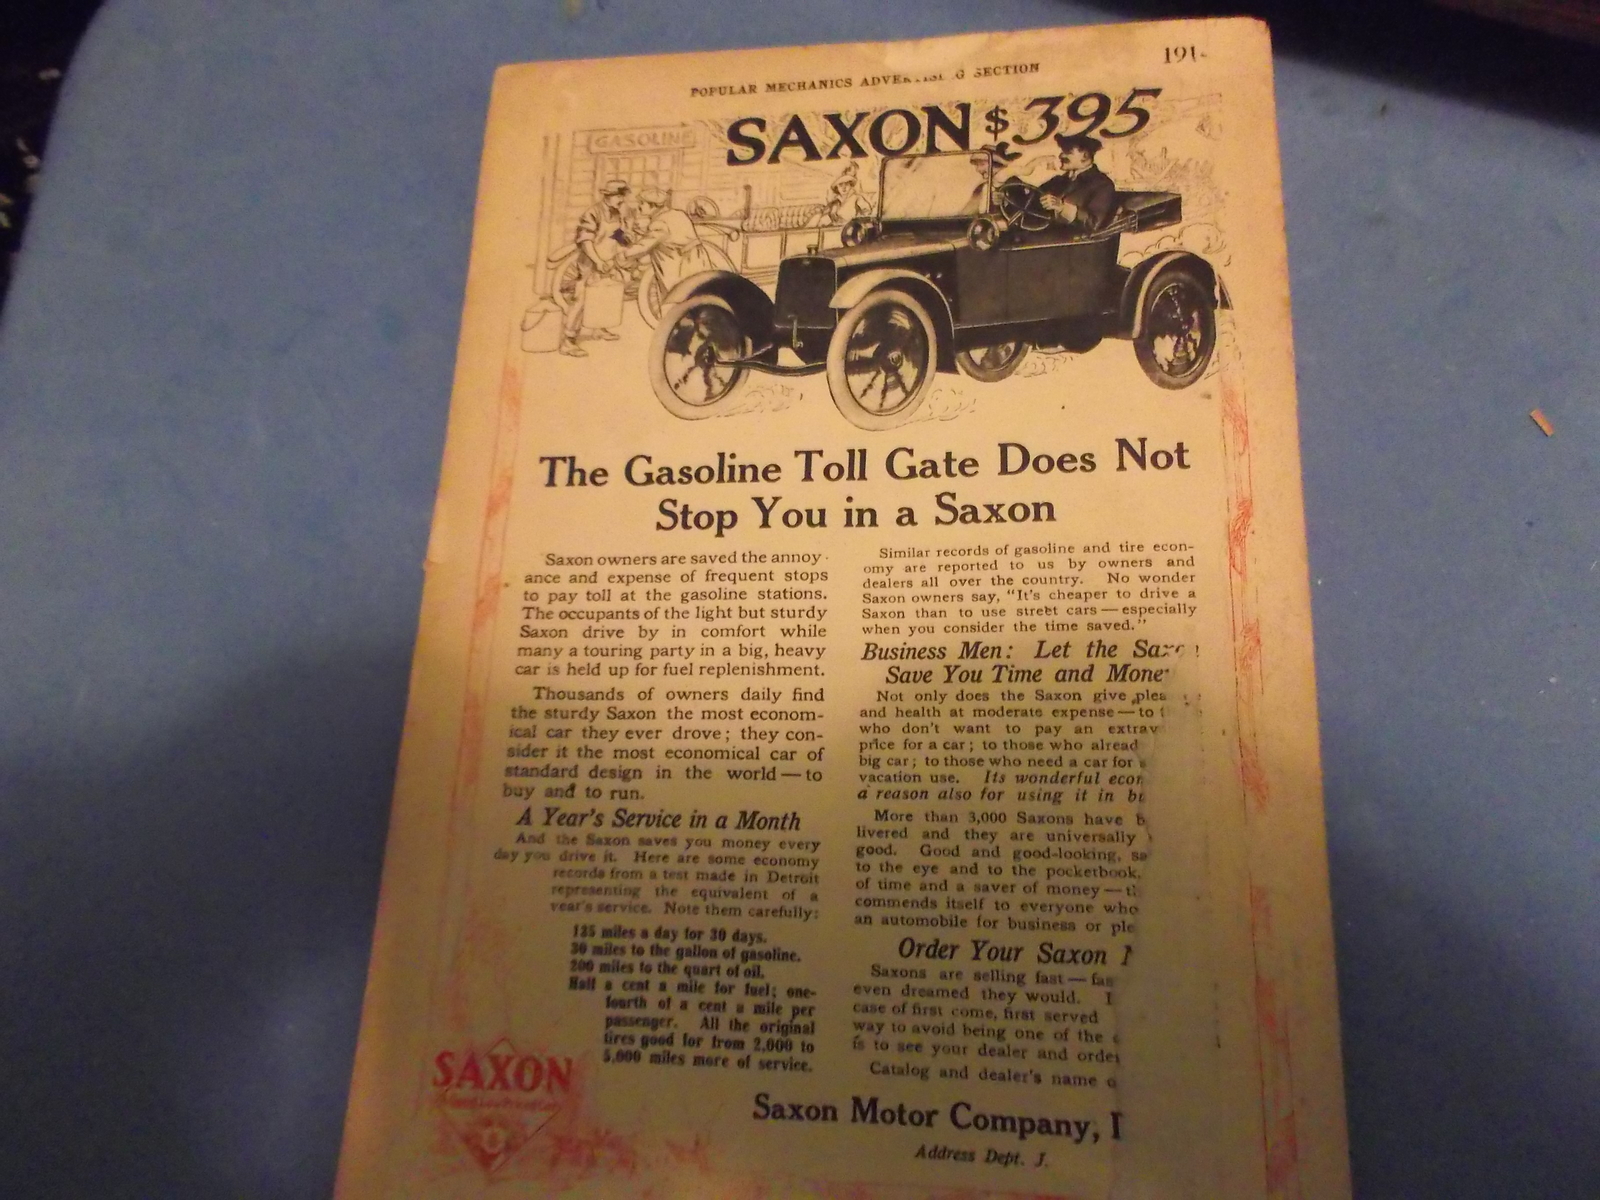 POPULAR MECHANICS ADVERTISING SECTION
191
GASOLINE
SAXON $395
The Gasoline Toll Gate Does Not
Stop You in a Saxon
Saxon owners are saved the annoy-
ance and expense of frequent stops
to pay toll at the gasoline stations.
The occupants of the light but sturdy
Saxon drive by in comfort while
many a touring party in a big, heavy
car is held up for fuel replenishment.
Thousands of owners daily find
the sturdy Saxon the most econom-
ical car they ever drove; they con-
sider it the most economical car of
standard design in the world — to
buy and to run.
A Year's Service in a Month
And the Saxon saves you money every
day you drive it. Here are some economy
records from a test made in Detroit
representing the equivalent of a
year's service. Note them carefully:
135 miles a day for 30 days.
30 miles to the gallon of gasoline.
200 miles to the quart of oil.
Half a cent a mile for fuel; one-
fourth of a cent a mile per
passenger. All the original
tires good for from 2,000 to
5,000 miles more of service.
SAXON
Similar records of gasoline and tire econ-
omy are reported to us by owners and
dealers all over the country. No wonder
Saxon owners say, "It's cheaper to drive a
Saxon than to use street cars — especially
when you consider the time saved."
Business Men: Let the Saxon
Save You Time and Mone
Not only does the Saxon give plea
and health at moderate expense — to
who don't want to pay an extrav
price for a car; to those who alread
big car; to those who need a car for
vacation use. Its wonderful econ
a reason also for using it in bu
More than 3,000 Saxons have b
livered and they are universally
good. Good and good-looking, sa
to the eye and to the pocketbook,
of time and a saver of money — th
commends itself to everyone who
an automobile for business or ple
Order Your Saxon
Saxons are selling fast — fas
even dreamed they would. I
case of first come, first served
way to avoid being one of the
is to see your dealer and order
Catalog and dealer's name o
Saxon Motor Company,
Address Dept. J.